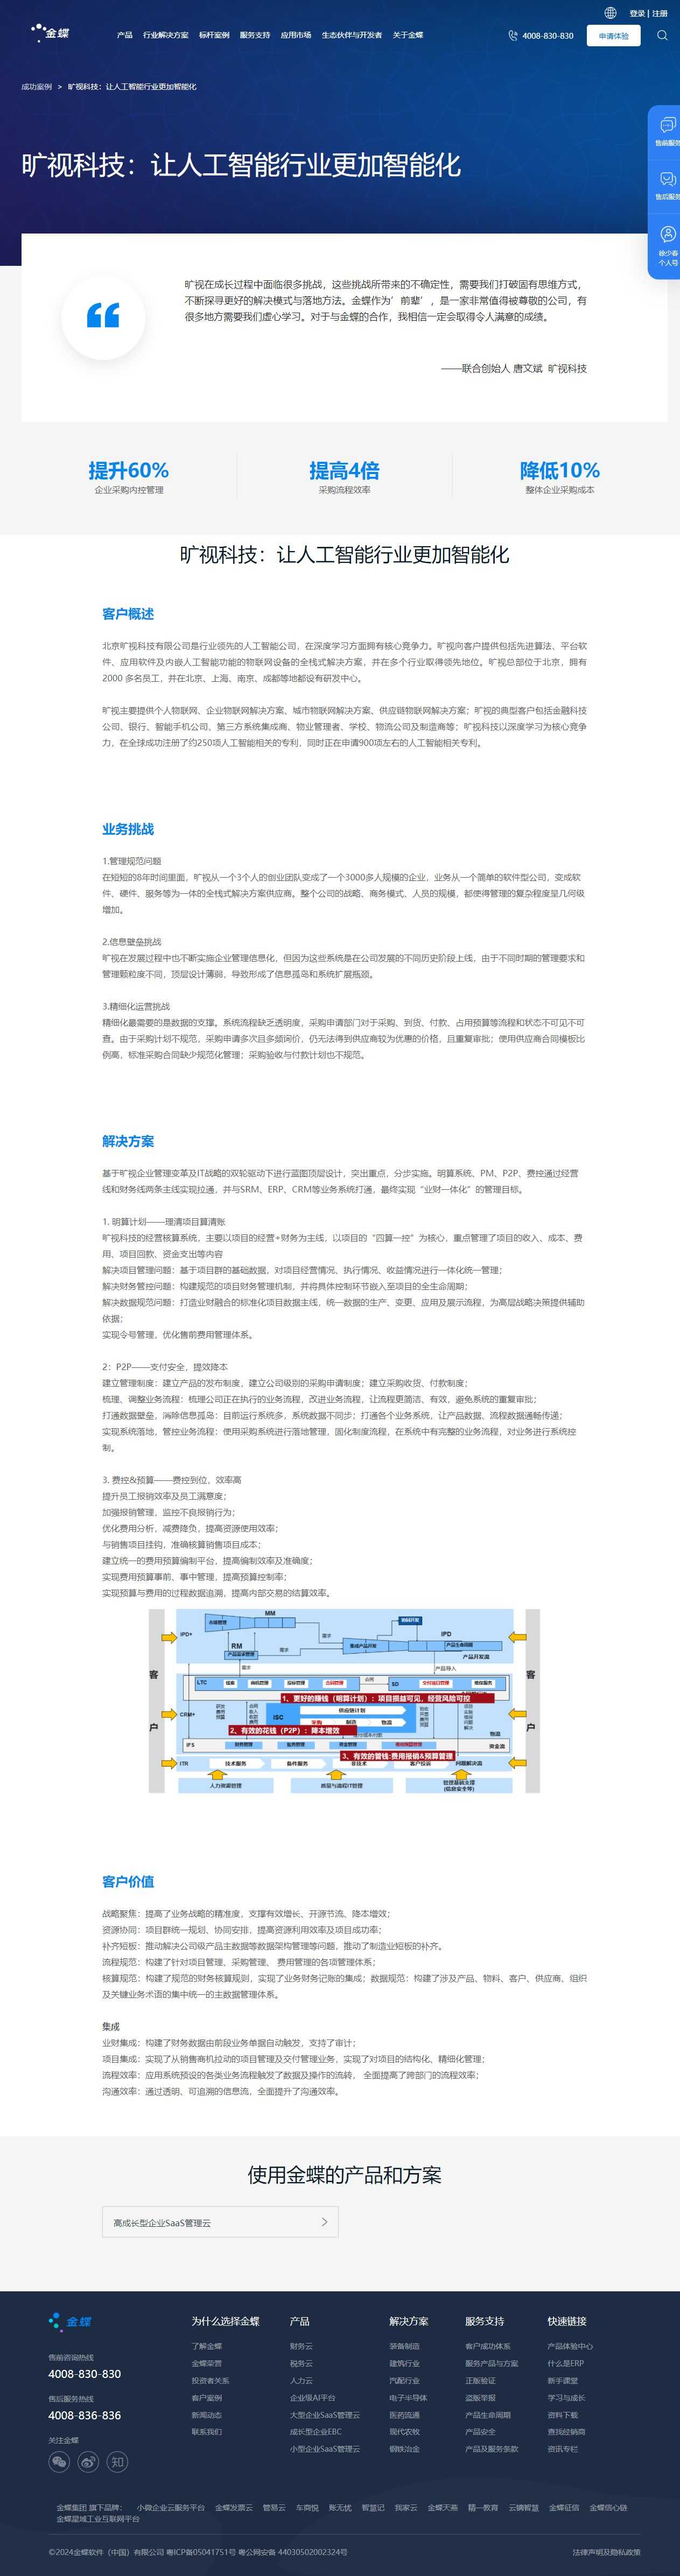 登录 | 注册
金蝶
产品 行业解决方案 标杆案例 服务支持 应用市场 生态伙伴与开发者 关于金蝶
4008-830-830
申请体验
成功案例 > 旷视科技：让人工智能行业更加智能化
售前服务
旷视科技：让人工智能行业更加智能化
售后服务
徐少春
个人号
旷视在成长过程中面临很多挑战，这些挑战所带来的不确定性，需要我们打破固有思维方式，
不断探寻更好的解决模式与落地方法。金蝶作为‘前辈’，是一家非常值得被尊敬的公司，有
很多地方需要我们虚心学习。对于与金蝶的合作，我相信一定会取得令人满意的成绩。
——联合创始人 唐文斌 旷视科技
提升60%
企业采购内控管理
提高4倍
采购流程效率
降低10%
整体企业采购成本
旷视科技：让人工智能行业更加智能化
客户概述
北京旷视科技有限公司是行业领先的人工智能公司，在深度学习方面拥有核心竞争力。旷视向客户提供包括先进算法、平台软
件、应用软件及内嵌人工智能功能的物联网设备的全栈式解决方案，并在多个行业取得领先地位。旷视总部位于北京，拥有
2000 多名员工，并在北京、上海、南京、成都等地都设有研发中心。
旷视主要提供个人物联网、企业物联网解决方案、城市物联网解决方案、供应链物联网解决方案；旷视的典型客户包括金融科技
公司、银行、智能手机公司、第三方系统集成商、物业管理者、学校、物流公司及制造商等；旷视科技以深度学习为核心竞争
力，在全球成功注册了约250项人工智能相关的专利，同时正在申请900项左右的人工智能相关专利。
业务挑战
1.管理规范问题
在短短的8年时间里面，旷视从一个3个人的创业团队变成了一个3000多人规模的企业，业务从一个简单的软件型公司，变成软
件、硬件、服务等为一体的全栈式解决方案供应商。整个公司的战略、商务模式、人员的规模，都使得管理的复杂程度呈几何级
增加。
2.信息壁垒挑战
旷视在发展过程中也不断实施企业管理信息化，但因为这些系统是在公司发展的不同历史阶段上线，由于不同时期的管理要求和
管理颗粒度不同，顶层设计薄弱，导致形成了信息孤岛和系统扩展瓶颈。
3.精细化运营挑战
精细化最需要的是数据的支撑。系统流程缺乏透明度，采购申请部门对于采购、到货、付款、占用预算等流程和状态不可见不可
查。由于采购计划不规范，采购申请多次且多频询价，仍无法得到供应商较为优惠的价格，且重复审批；使用供应商合同模板比
例高，标准采购合同缺少规范化管理；采购验收与付款计划也不规范。
解决方案
基于旷视企业管理变革及IT战略的双轮驱动下进行蓝图顶层设计，突出重点，分步实施。明算系统、PM、P2P、费控通过经营
线和财务线两条主线实现拉通，并与SRM、ERP、CRM等业务系统打通，最终实现“业财一体化”的管理目标。
1. 明算计划——理清项目算清账
旷视科技的经营核算系统，主要以项目的经营+财务为主线，以项目的“四算一控”为核心，重点管理了项目的收入、成本、费
用、项目回款、资金支出等内容
解决项目管理问题：基于项目群的基础数据，对项目经营情况、执行情况、收益情况进行一体化统一管理；
解决财务管控问题：构建规范的项目财务管理机制，并将具体控制环节嵌入至项目的全生命周期；
解决数据规范问题：打造业财融合的标准化项目数据主线，统一数据的生产、变更、应用及展示流程，为高层战略决策提供辅助
依据；
实现令号管理，优化售前费用管理体系。
2：P2P——支付安全，提效降本
建立管理制度：建立产品的发布制度，建立公司级别的采购申请制度；建立采购收货、付款制度；
梳理、调整业务流程：梳理公司正在执行的业务流程，改进业务流程，让流程更简洁、有效，避免系统的重复审批；
打通数据壁垒，消除信息孤岛：目前运行系统多，系统数据不同步；打通各个业务系统，让产品数据、流程数据通畅传递；
实现系统落地，管控业务流程：使用采购系统进行落地管理，固化制度流程，在系统中有完整的业务流程，对业务进行系统控
制。
3. 费控&预算——费控到位，效率高
提升员工报销效率及员工满意度；
加强报销管理，监控不良报销行为；
优化费用分析，减费降负，提高资源使用效率；
与销售项目挂钩，准确核算销售项目成本；
建立统一的费用预算编制平台，提高编制效率及准确度；
实现费用预算事前、事中管理，提高预算控制率；
实现预算与费用的过程数据追溯，提高内部交易的结算效率。
MM
IPD+
RM
需求
IPD
产品开发流
产品导入
客
户
LTC
SD
CRM+
1、更好的赚钱（明算计划）：项目损益可见，经营风险可控
ISC
供应链计划
采购 制造 物流
2、有效的花钱（P2P）：降本增效
物流
资金流
IFS
3、有效的管钱:费用报销&预算管理
ITR
技术服务 备件服务 客户投诉 问题解决流
人力资源管理
质量与流程IT管理
管理基础支撑
(信息安全等)
客
户
客户价值
战略聚焦：提高了业务战略的精准度，支撑有效增长、开源节流、降本增效；
资源协同：项目群统一规划、协同安排，提高资源利用效率及项目成功率；
补齐短板：推动解决公司级产品主数据等数据架构管理等问题，推动了制造业短板的补齐。
流程规范：构建了针对项目管理、采购管理、 费用管理的各项管理体系；
核算规范：构建了规范的财务核算规则，实现了业务财务记账的集成；数据规范：构建了涉及产品、物料、客户、供应商、组织
及关键业务术语的集中统一的主数据管理体系。
集成
业财集成：构建了财务数据由前段业务单据自动触发，支持了审计；
项目集成：实现了从销售商机拉动的项目管理及交付管理业务，实现了对项目的结构化、精细化管理；
流程效率：应用系统预设的各类业务流程触发了数据及操作的流转， 全面提高了跨部门的流程效率；
沟通效率：通过透明、可追溯的信息流，全面提升了沟通效率。
使用金蝶的产品和方案
高成长型企业SaaS管理云
金蝶
售前咨询热线
4008-830-830
售后服务热线
4008-836-836
关注金蝶
知
为什么选择金蝶
了解金蝶
金蝶荣誉
投资者关系
客户案例
新闻动态
联系我们
产品
财务云
税务云
人力云
企业级AI平台
大型企业SaaS管理云
成长型企业EBC
小型企业SaaS管理云
解决方案
装备制造
建筑行业
汽配行业
电子半导体
医药流通
现代农牧
钢铁冶金
服务支持
客户成功体系
服务产品与方案
正版验证
盗版举报
产品生命周期
产品安全
产品及服务条款
快速链接
产品体验中心
什么是ERP
新手课堂
学习与成长
资料下载
查找经销商
资讯专栏
金蝶集团 旗下品牌： 小微企业云服务平台 金蝶发票云 管易云 车商悦 账无忧 智慧记 我家云 金蝶天燕 精一教育 云镝智慧 金蝶征信 金蝶信心链
金蝶星域工业互联网平台
©2024金蝶软件（中国）有限公司 粤ICP备05041751号 粤公网安备 44030502002324号
法律声明及隐私政策